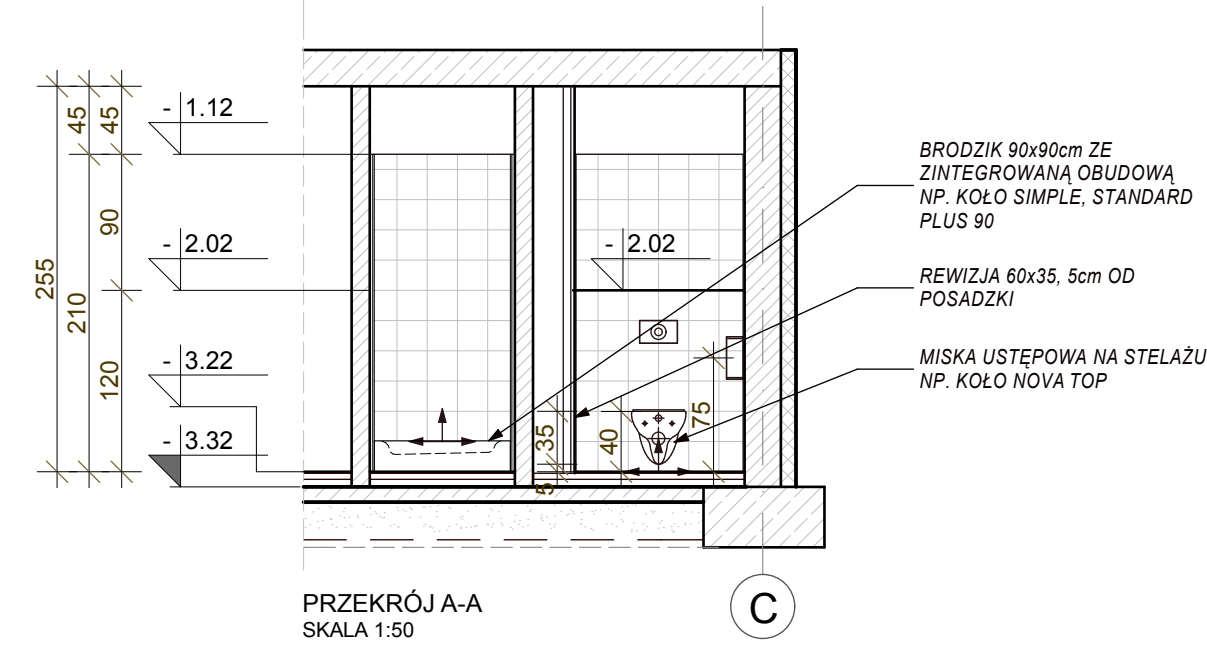 45
45
- 1.12
90
- 2.02
- 2.02
255
210
120
- 3.22
- 3.32
35
5
40
75
BRODZIK 90x90cm ZE
ZINTEGROWANĄ OBUDOWĄ
NP. KOŁO SIMPLE, STANDARD
PLUS 90
REWIZJA 60x35, 5cm OD
POSADZKI
MISKA USTĘPOWA NA STELAŻU
NP. KOŁO NOVA TOP
PRZEKRÓJ A-A
SKALA 1:50
C